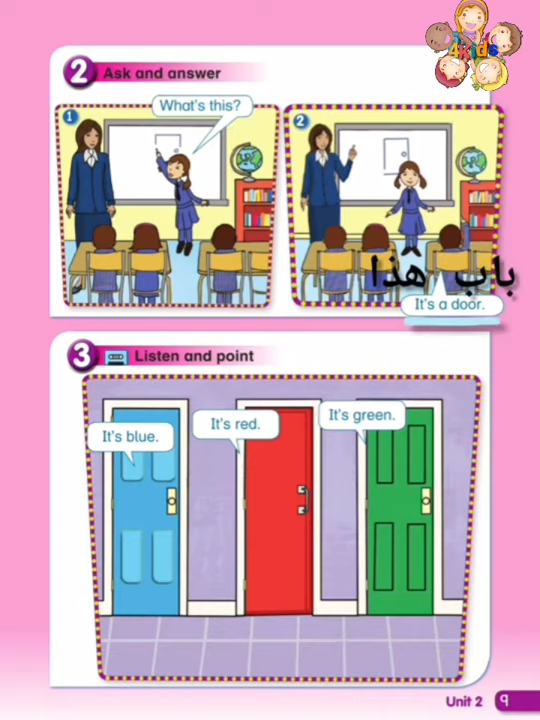 4kids
2 Ask and answer
1
What's this?
2
باب هذا
It's a door.
3 Listen and point
It's blue.
It's red.
It's green.
Unit 2 ٩